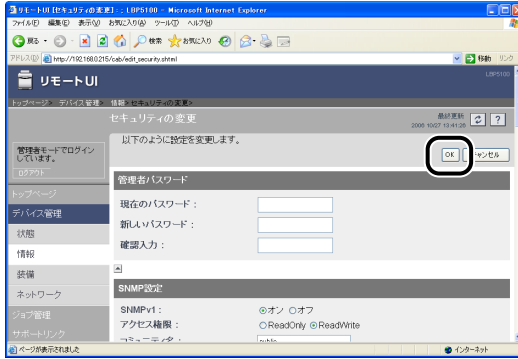 リモートUI [セキュリティの変更] : ; LBP5100 - Microsoft Internet Explorer
ファイル(F) 編集(E) 表示(V) お気に入り(A) ツール(T) ヘルプ(H)
戻る 検索 お気に入り
アドレス(D) http://192.168.0.215/cab/edit_security.shtml 移動 リンク
リモートUI
LBP5100
トップページ> デバイス管理> 情報>セキュリティの変更>
セキュリティの変更
最終更新
2006 10/27 13:41:26
?
管理者モードでログインしています。
ログアウト
以下のように設定を変更します。
OK
キャンセル
トップページ
デバイス管理
状態
情報
装備
ネットワーク
ジョブ管理
サポートリンク
管理者パスワード
現在のパスワード：
新しいパスワード：
確認入力：
SNMP設定
SNMPv1： オン オフ
アクセス権限： ReadOnly ReadWrite
コミュニティ名： public
ページが表示されました
インターネット